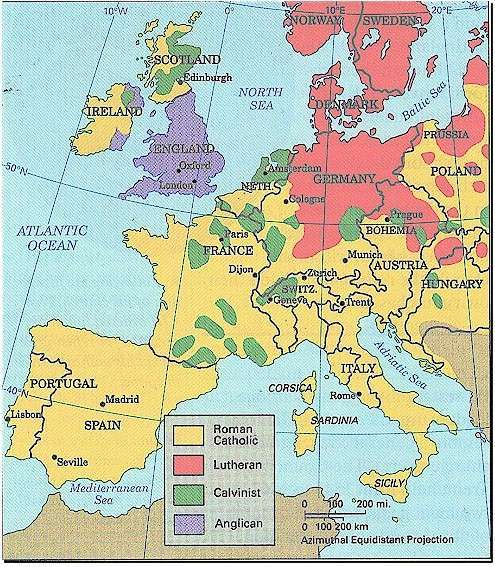 10°W
0°
10°E
20°E
NORWAY
SWEDEN
SCOTLAND
Edinburgh
NORTH
SEA
DENMARK
Baltic Sea
IRELAND
PRUSSIA
ENGLAND
Oxford
London
50°N
Amsterdam
NETH.
GERMANY
POLAND
Cologne
ATLANTIC
OCEAN
Paris
FRANCE
Prague
BOHEMIA
Munich
AUSTRIA
Dijon
Zurich
SWITZ.
Geneva
Trent
HUNGARY
Adriatic Sea
PORTUGAL
40°N
Madrid
Lisbon
SPAIN
Seville
CORSICA
ITALY
Rome
SARDINIA
Mediterranean
Sea
SICILY
Roman
Catholic
Lutheran
Calvinist
Anglican
0 100 200 mi.
0 100 200 km
Azimuthal Equidistant Projection